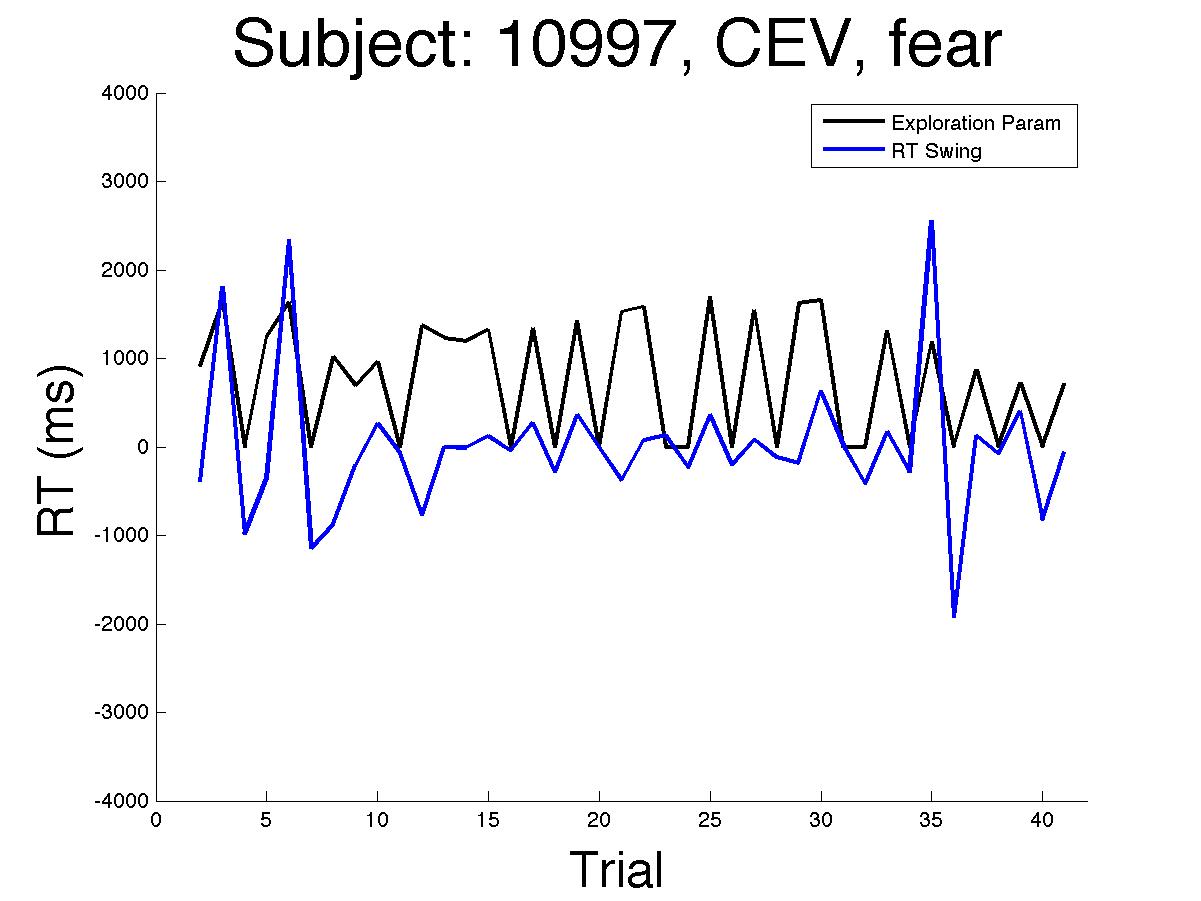 Subject: 10997, CEV, fear
4000
3000
2000
1000
0
-1000
-2000
-3000
-4000
RT (ms)
Exploration Param
RT Swing
0 5 10 15 20 25 30 35 40
Trial